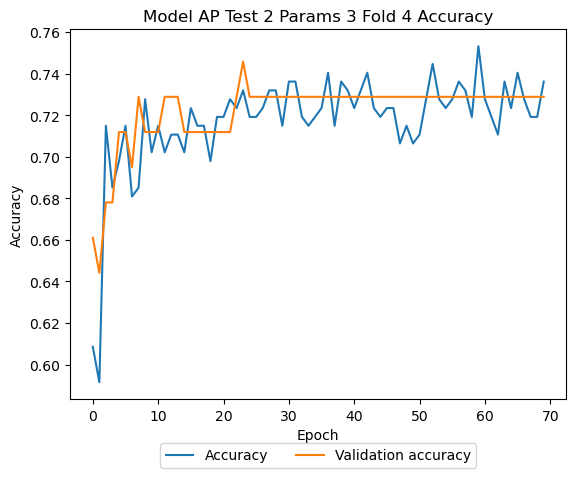 Model AP Test 2 Params 3 Fold 4 Accuracy
0.76
0.74
0.72
0.70
0.68
0.66
0.64
0.62
0.60
Accuracy
0 10 20 30 40 50 60 70
Epoch
Accuracy Validation accuracy